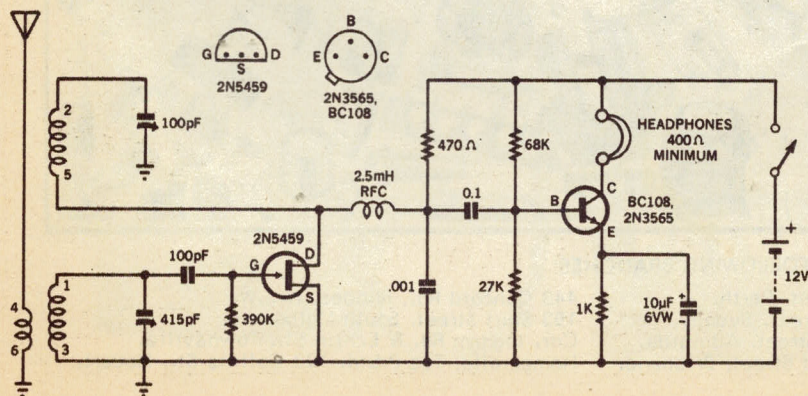 B
G D
E C
S
2N5459
2N3565,
BC108
2
100pF
5
470 Ω
68K
HEADPHONES
400 Ω
MINIMUM
2.5mH
RFC
0.1
C
BC108,
2N3565
B
E
2N5459
D
100pF
G
S
+
12V
1
4
.001
27K
1K
10µF
6VW
+
-
-
415pF
390K
6
3